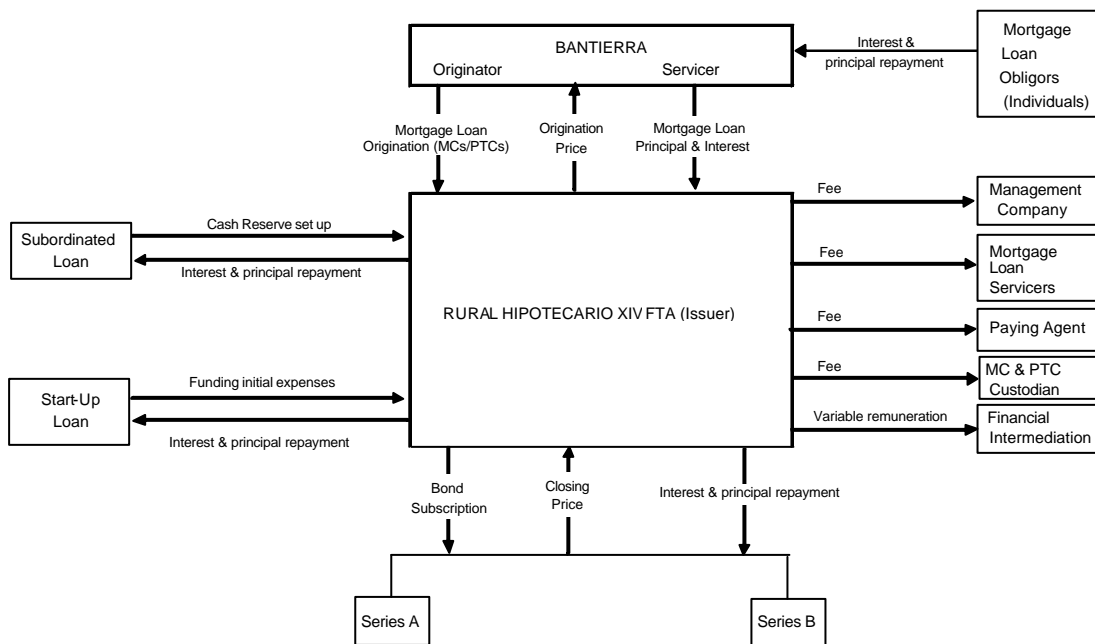 BANTIERRA
Originator
Servicer
Interest &
principal repayment
Mortgage
Loan
Obligors
(Individuals)
Mortgage Loan
Origination (MCs/PTCs)
Origination
Price
Mortgage Loan
Principal & Interest
Subordinated
Loan
Cash Reserve set up
Interest & principal repayment
Start-Up
Loan
Funding initial expenses
Interest & principal repayment
RURAL HIPOTECARIO XIV FTA (Issuer)
Fee
Management
Company
Fee
Mortgage
Loan
Servicers
Fee
Paying Agent
Fee
MC & PTC
Custodian
Variable remuneration
Financial
Intermediation
Bond
Subscription
Closing
Price
Interest & principal repayment
Series A
Series B